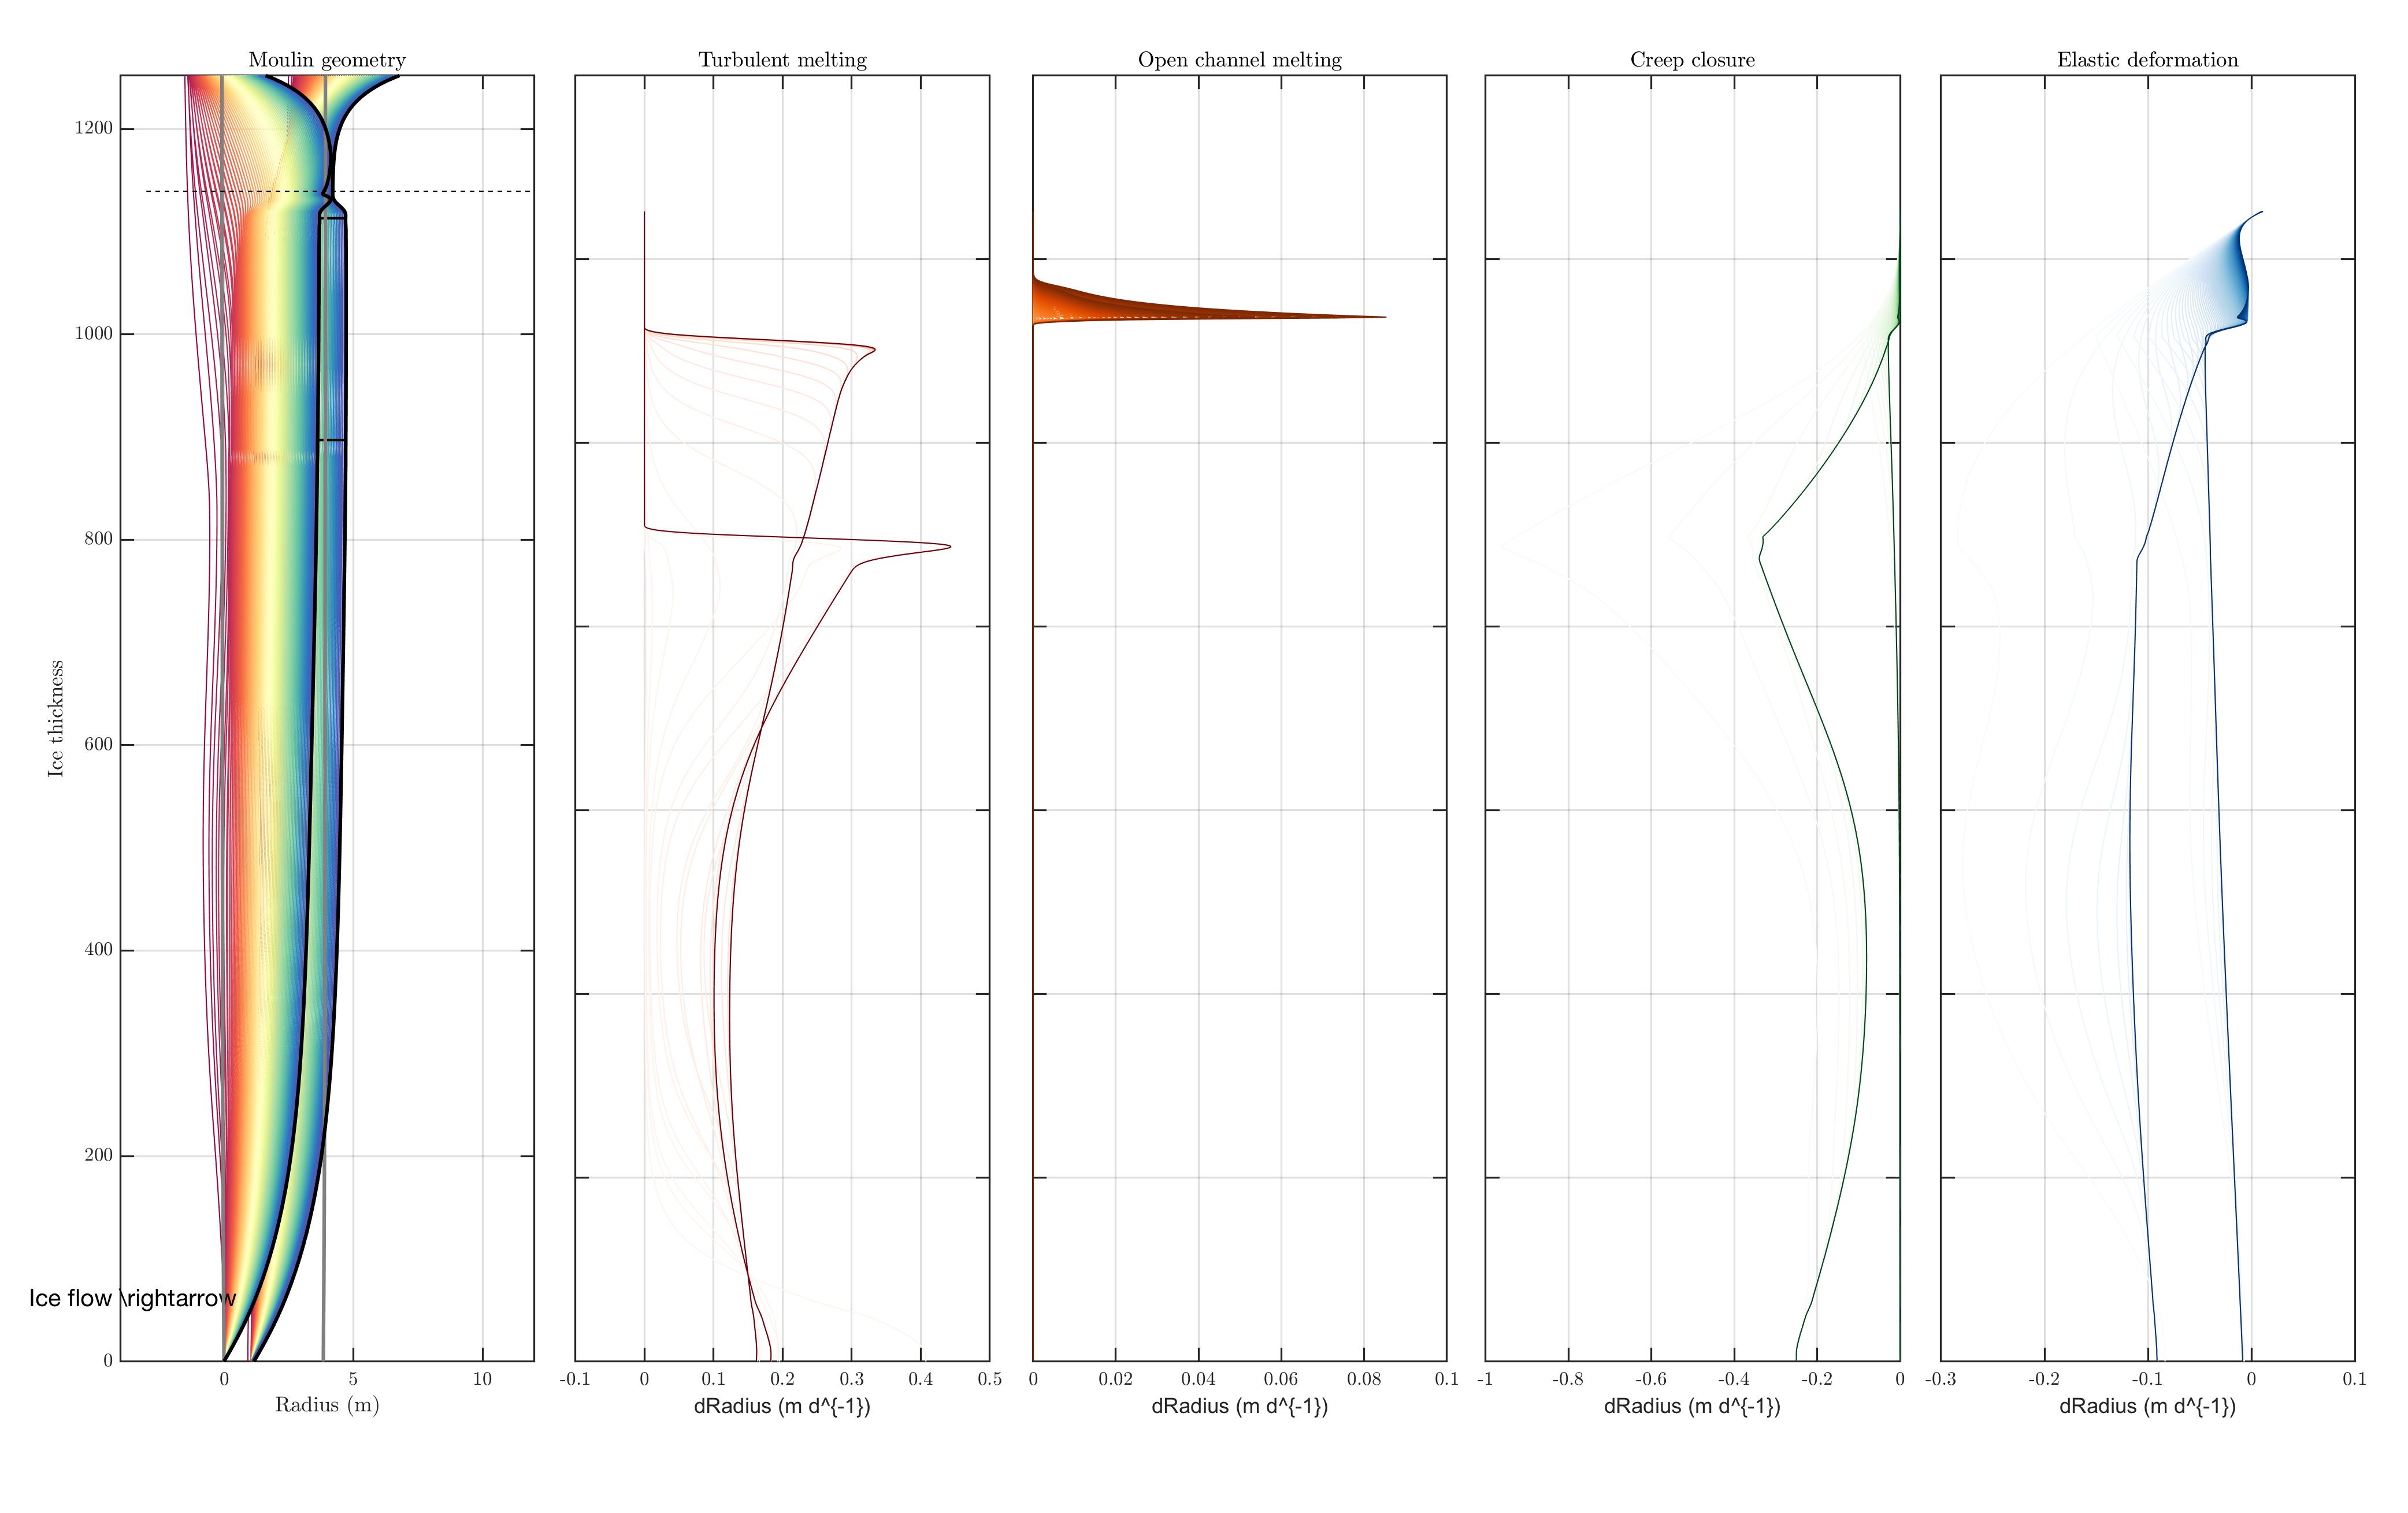 Moulin geometry
Turbulent melting
Open channel melting
Creep closure
Elastic deformation
1200
1000
800
600
400
200
0
Ice thickness
Ice flow \rightarrow
0 5 10
-0.1 0 0.1 0.2 0.3 0.4 0.5
0 0.02 0.04 0.06 0.08 0.1
-1 -0.8 -0.6 -0.4 -0.2 0
-0.3 -0.2 -0.1 0 0.1
Radius (m)
dRadius (m d^{-1})
dRadius (m d^{-1})
dRadius (m d^{-1})
dRadius (m d^{-1})